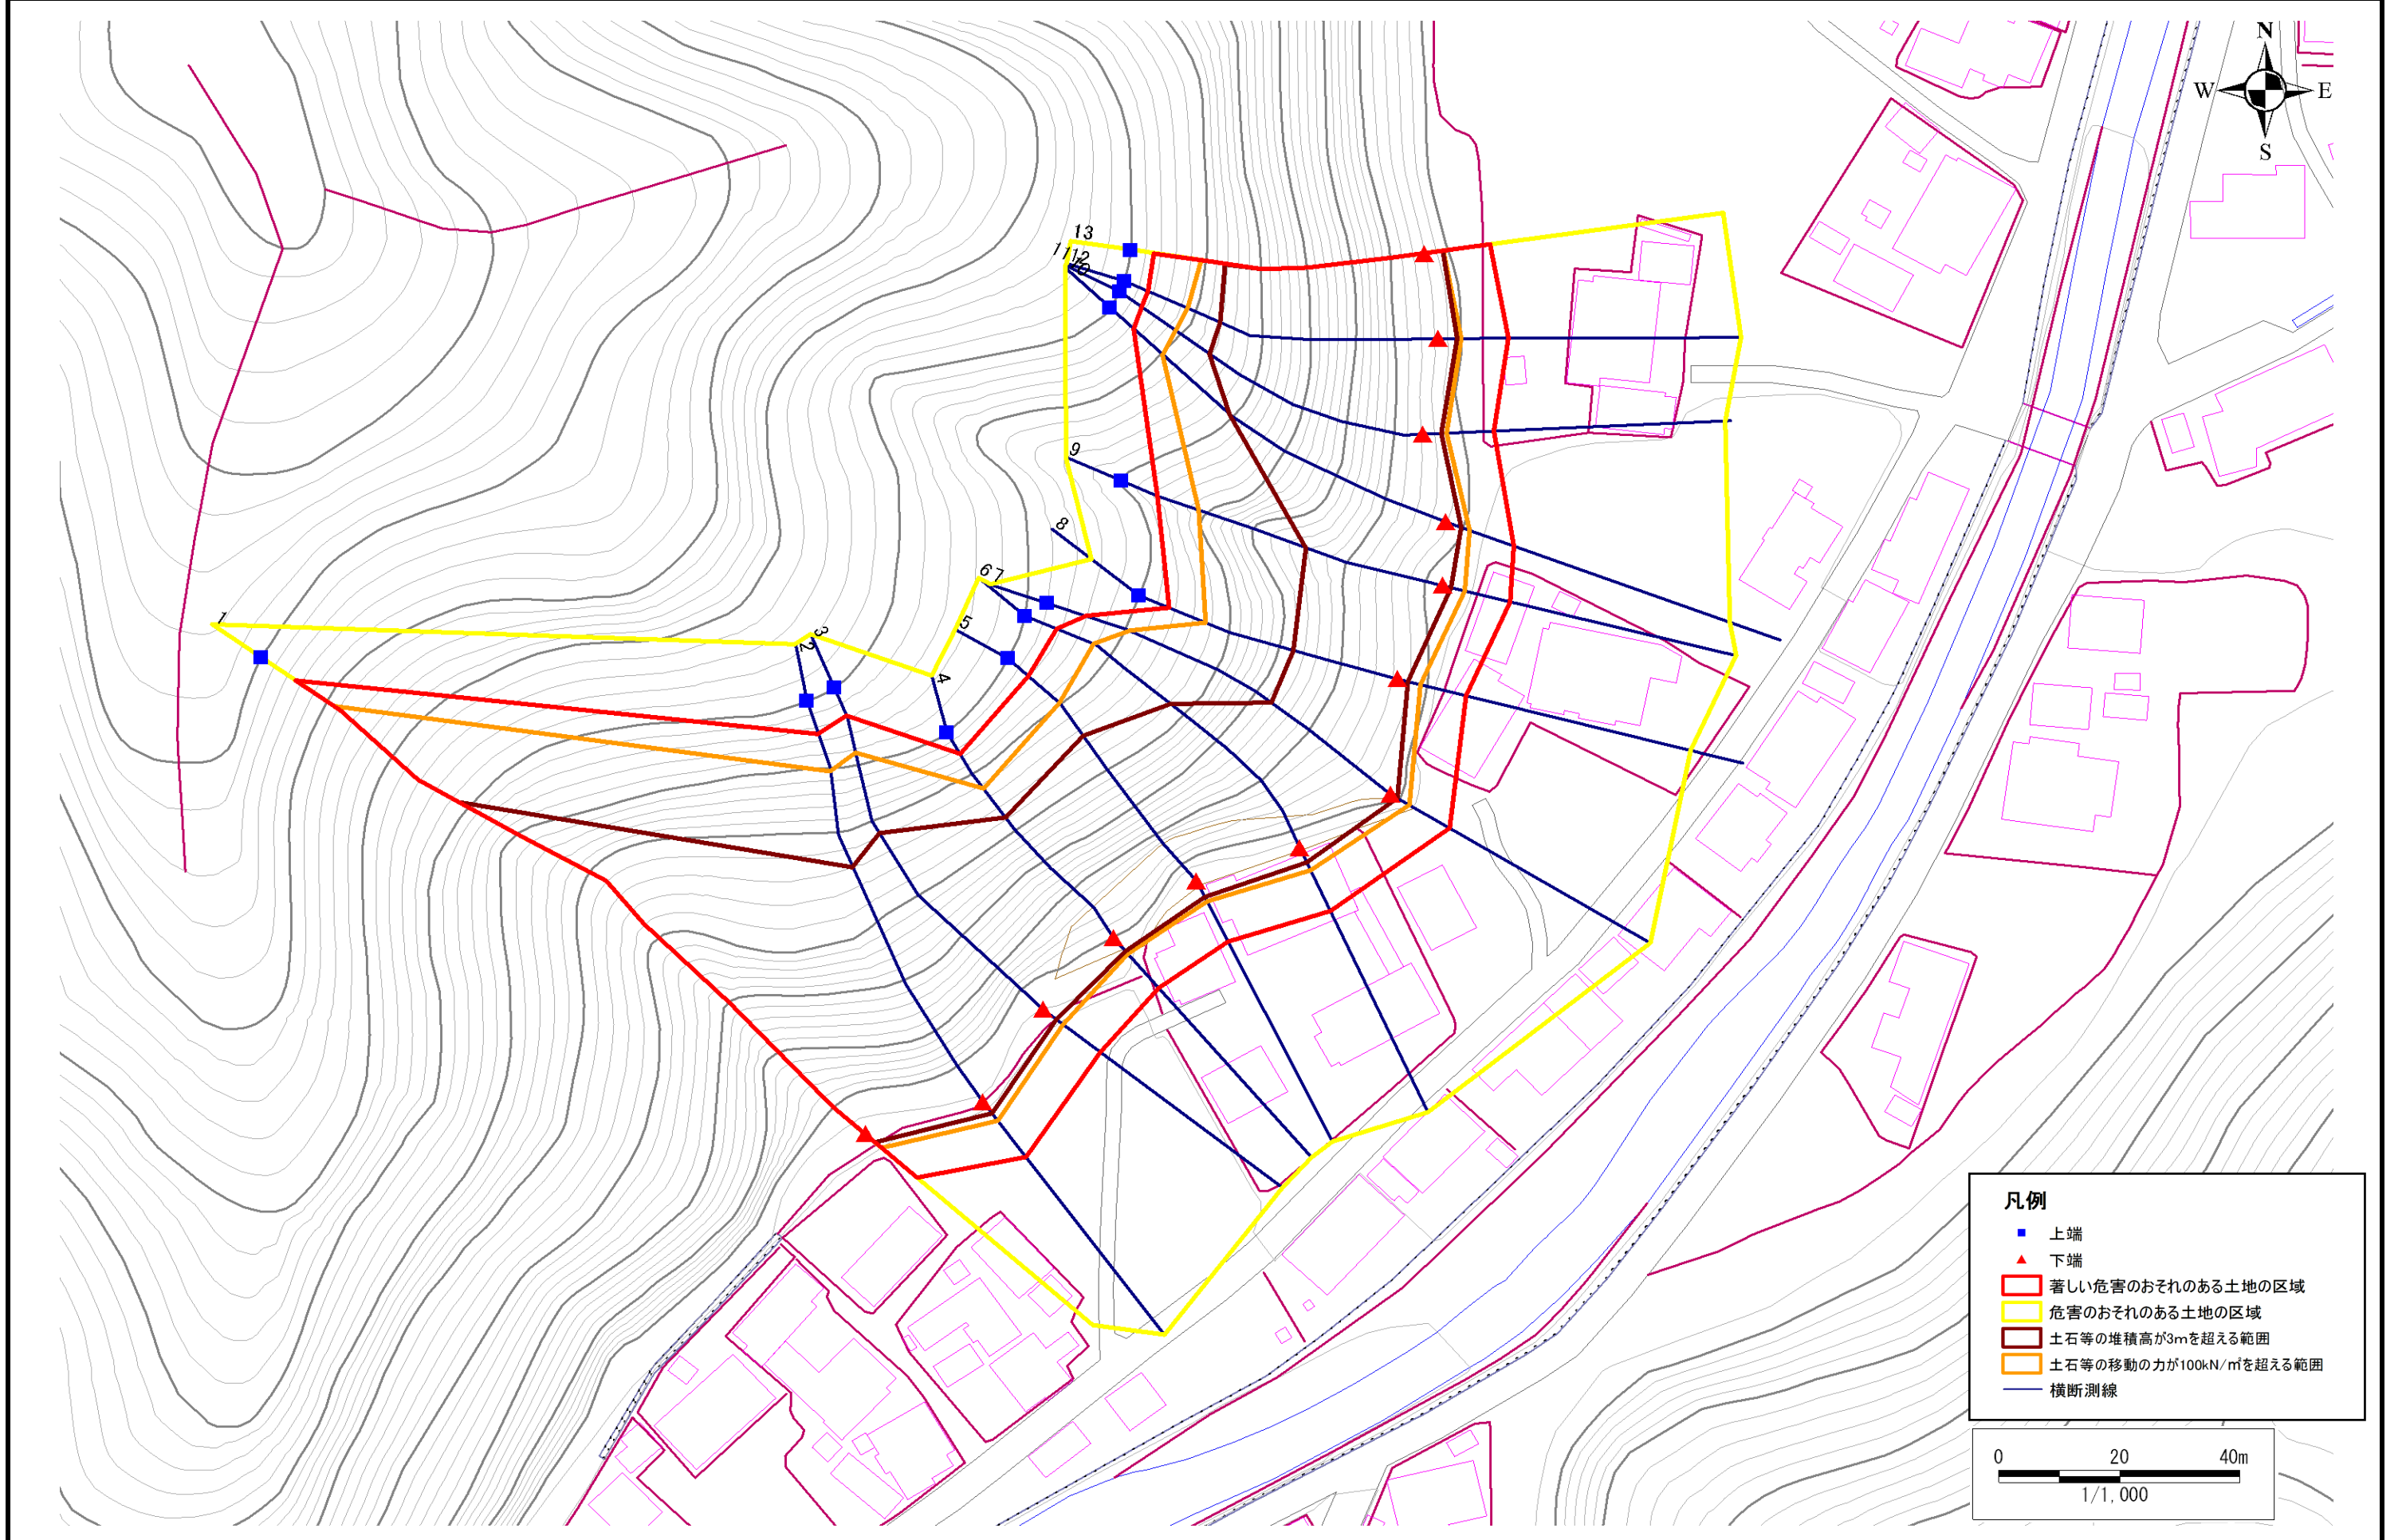 N
W E
S
13
1112
9
8
6 7
5
4
3
2
1
凡例
上端
下端
著しい危害のおそれのある土地の区域
危害のおそれのある土地の区域
土石等の堆積高が3mを超える範囲
土石等の移動の力が100kN/㎡を超える範囲
横断測線
0 20 40m
1/1,000